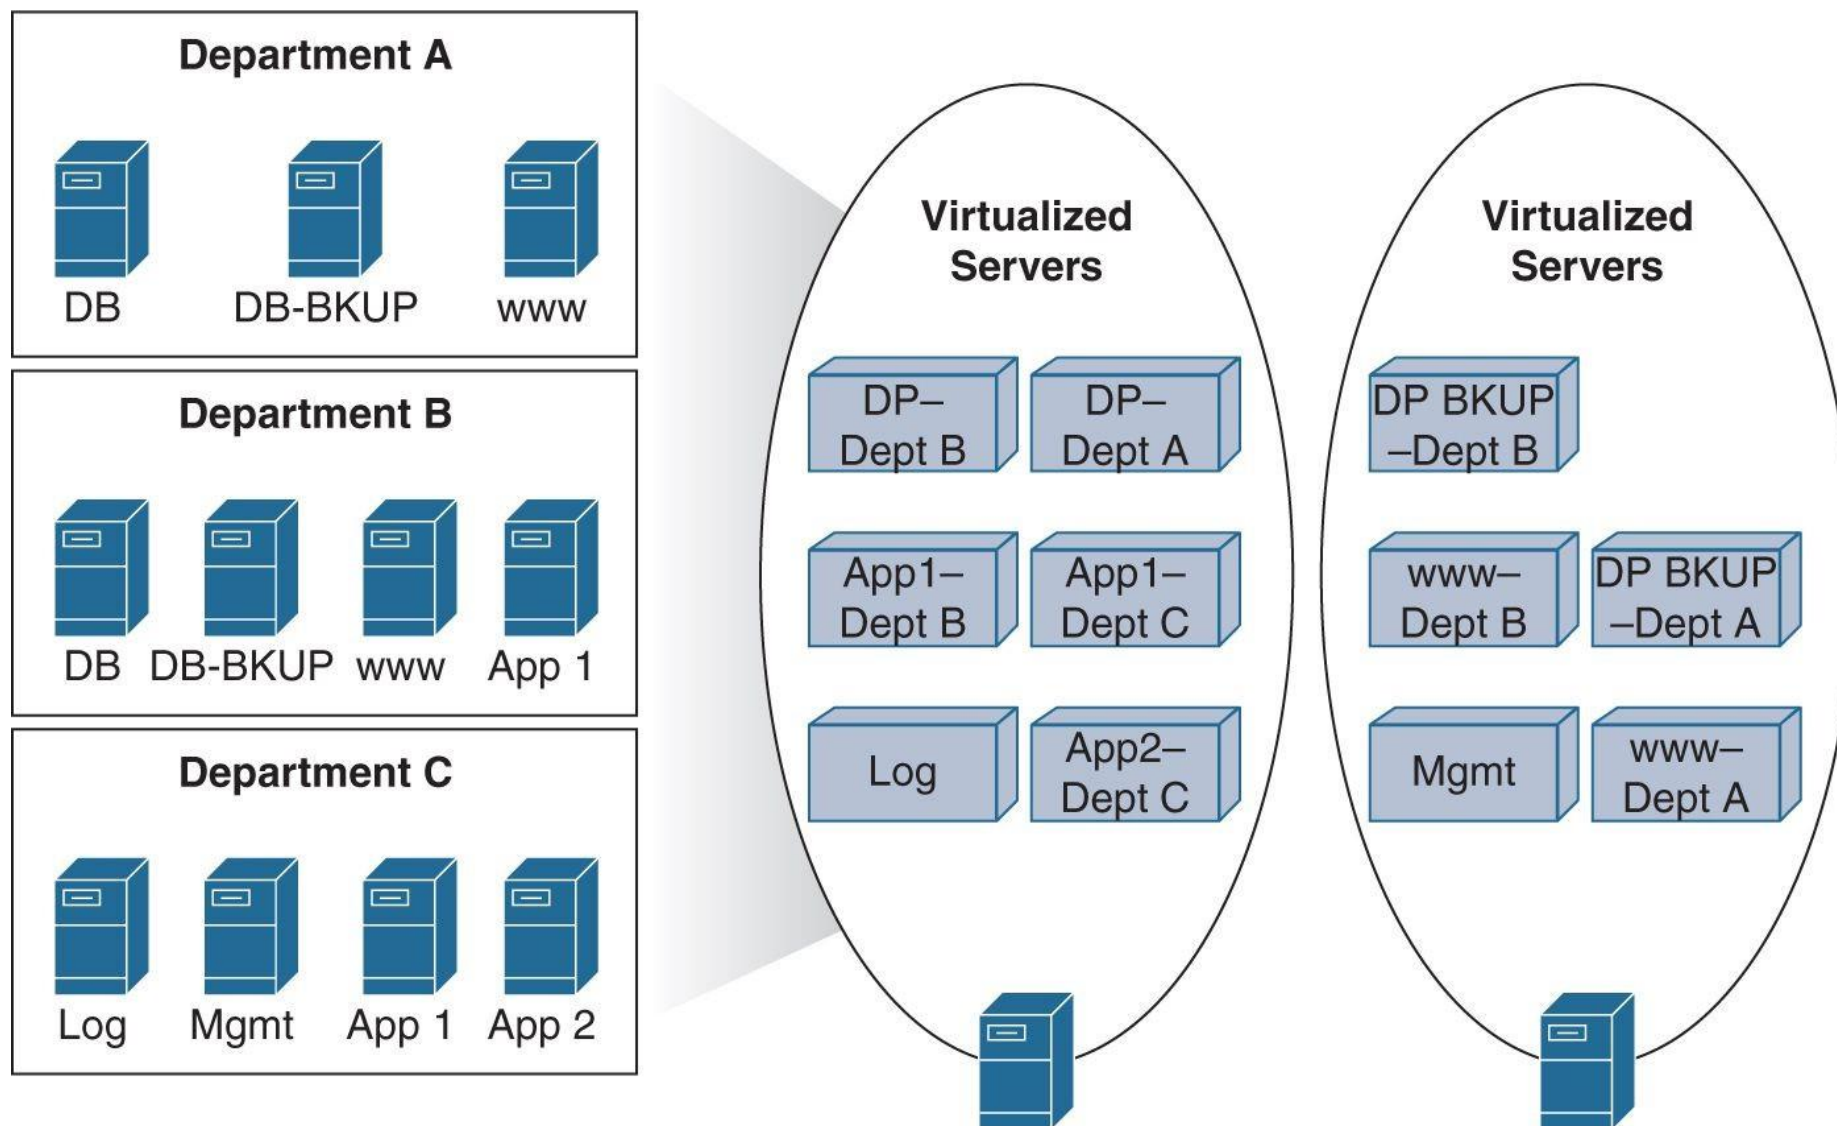 Department A
DB DB-BKUP www
Department B
DB DB-BKUP www App 1
Department C
Log Mgmt App 1 App 2
Virtualized
Servers
DP–
Dept B
DP–
Dept A
App1–
Dept B
App1–
Dept C
Log
App2–
Dept C
Virtualized
Servers
DP BKUP
–Dept B
www–
Dept B
DP BKUP
–Dept A
Mgmt
www–
Dept A